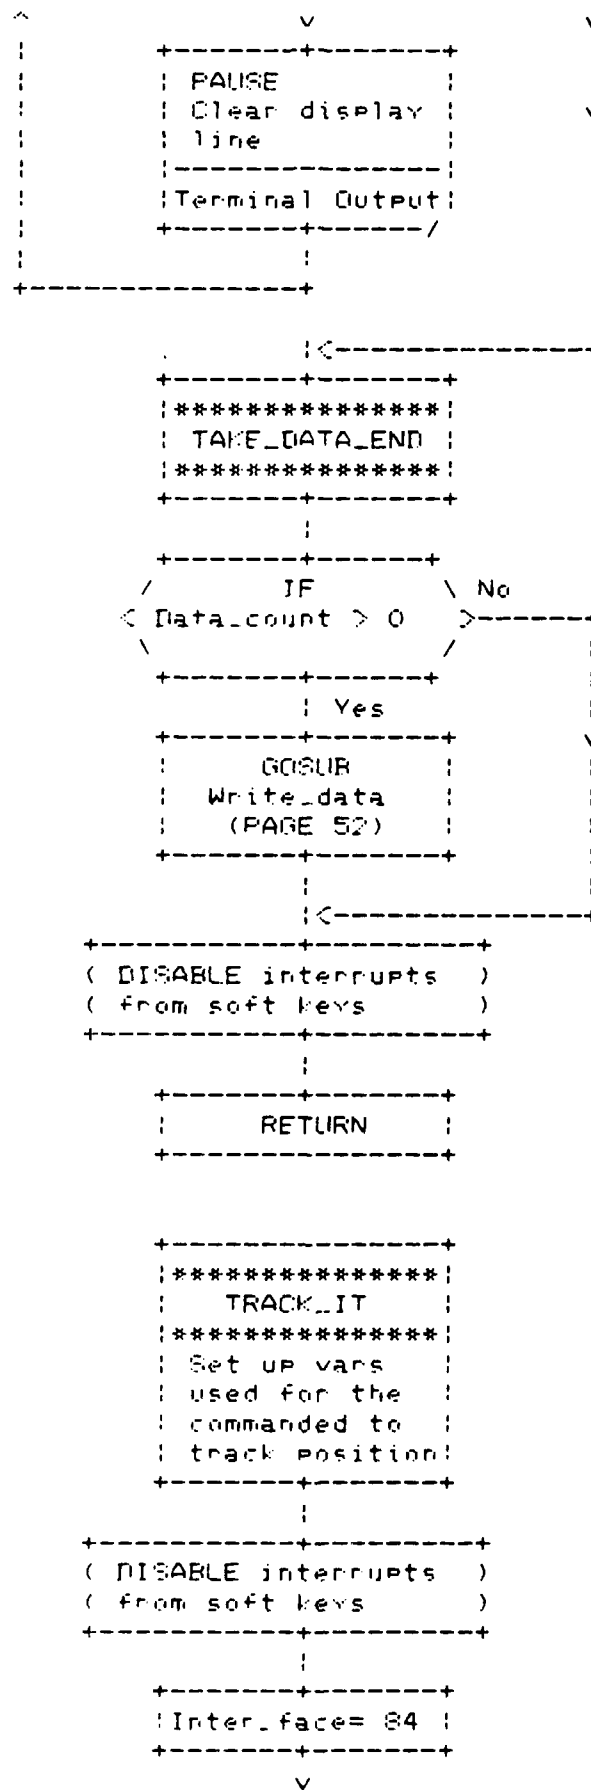 PAUSE
Clear display
line
Terminal Output
***************
TAKE_DATA_END
***************
IF
No
Data_count > 0
Yes
GOSUB
Write_data
(PAGE 52)
( DISABLE interrupts )
( from soft keys )
RETURN
***************
TRACK_IT
***************
Set up vars
used for the
commanded to
track position
( DISABLE interrupts )
( from soft keys )
Inter_face= 84